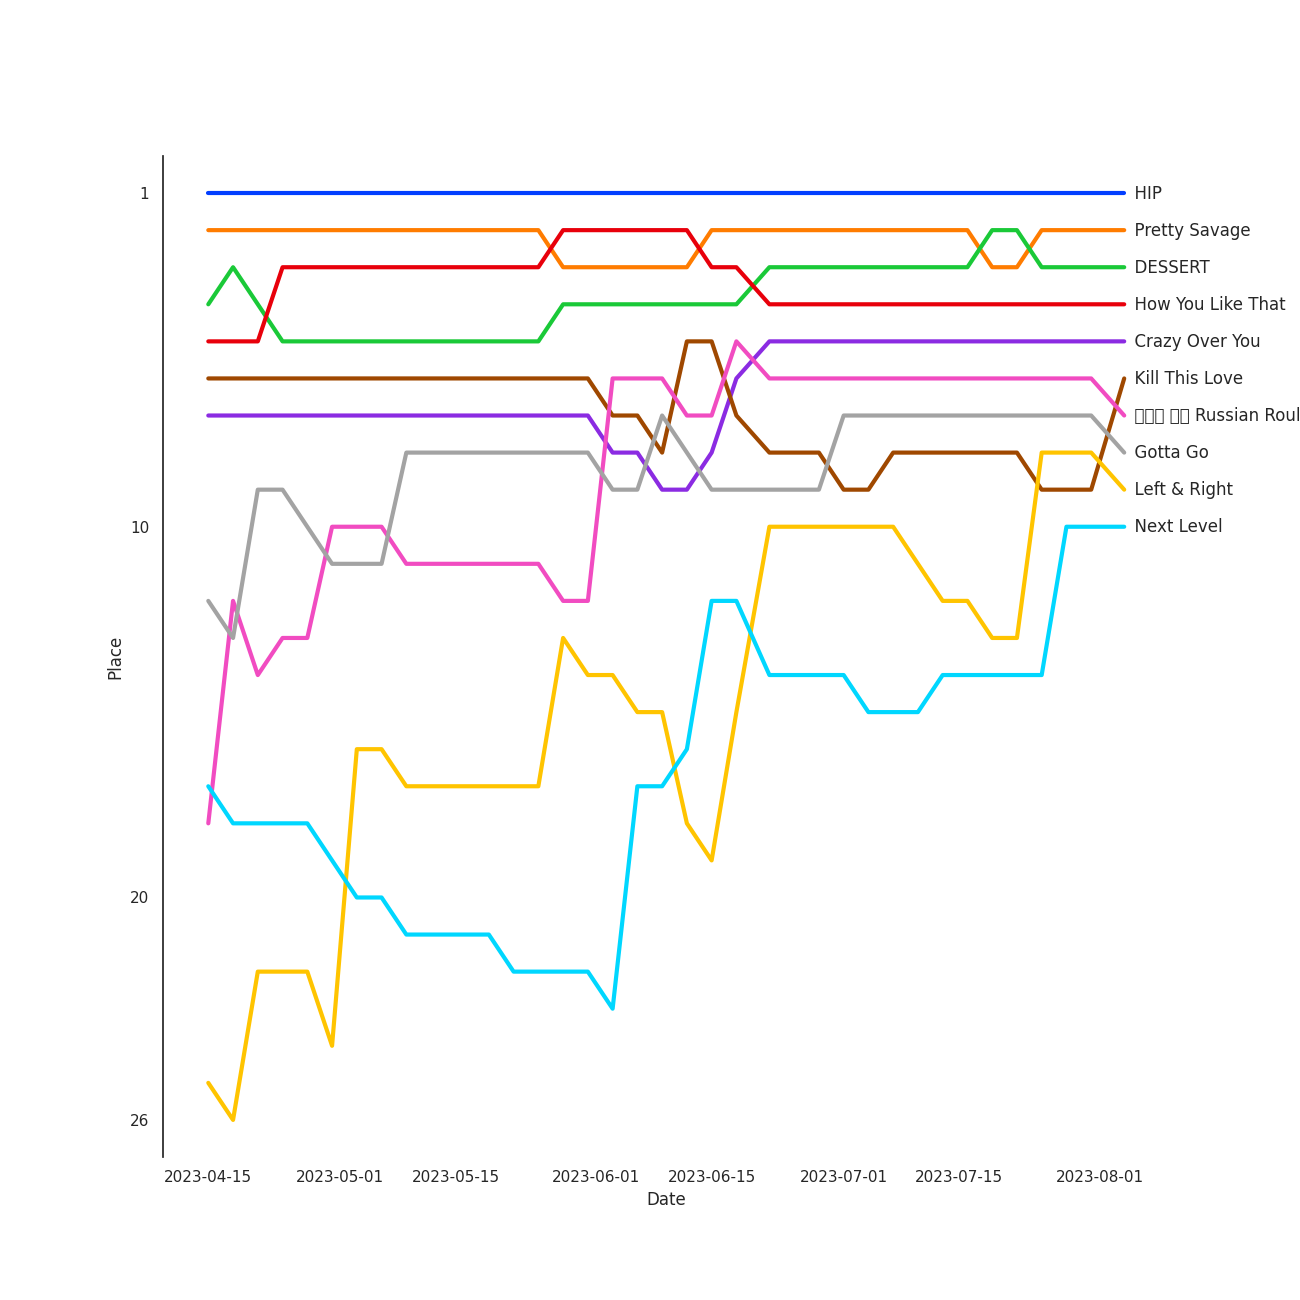 1
HIP
Pretty Savage
DESSERT
How You Like That
Crazy Over You
Kill This Love
Russian Roul
Gotta Go
Left & Right
10
Next Level
Place
20
26
2023-04-15
2023-05-01
2023-05-15
2023-06-01
2023-06-15
2023-07-01
2023-07-15
2023-08-01
Date